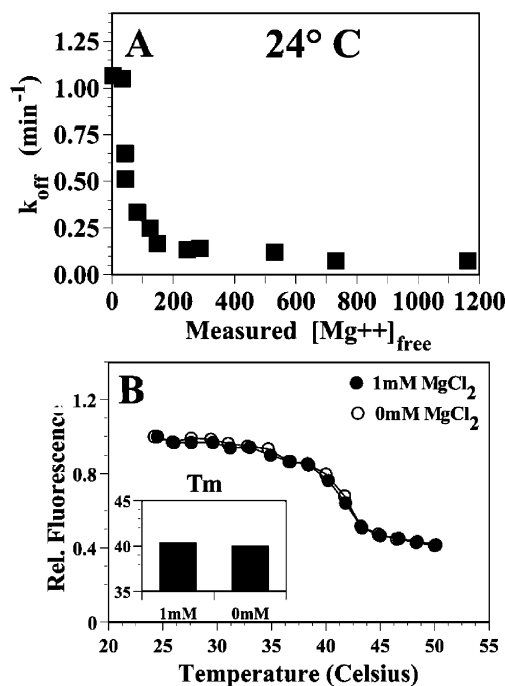 A 24° C
1.25
1.00
0.75
0.50
0.25
0.00
k_off (min^-1)
0 200 400 600 800 1000 1200
Measured [Mg++]_free
B
1mM MgCl_2
0mM MgCl_2
1.2
0.8
0.4
0
Rel. Fluorescence
Tm
45
40
35
1mM 0mM
20 25 30 35 40 45 50 55
Temperature (Celsius)